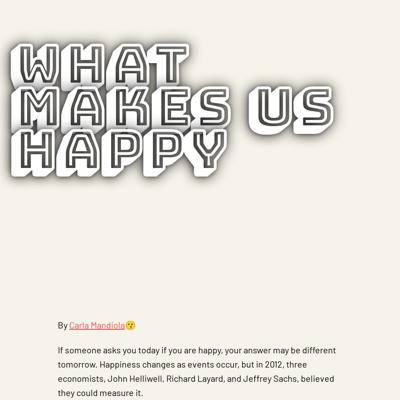 WHAT
MAKES US
HAPPY
By Carla Mandiola😗
If someone asks you today if you are happy, your answer may be different
tomorrow. Happiness changes as events occur, but in 2012, three
economists, John Helliwell, Richard Layard, and Jeffrey Sachs, believed
they could measure it.